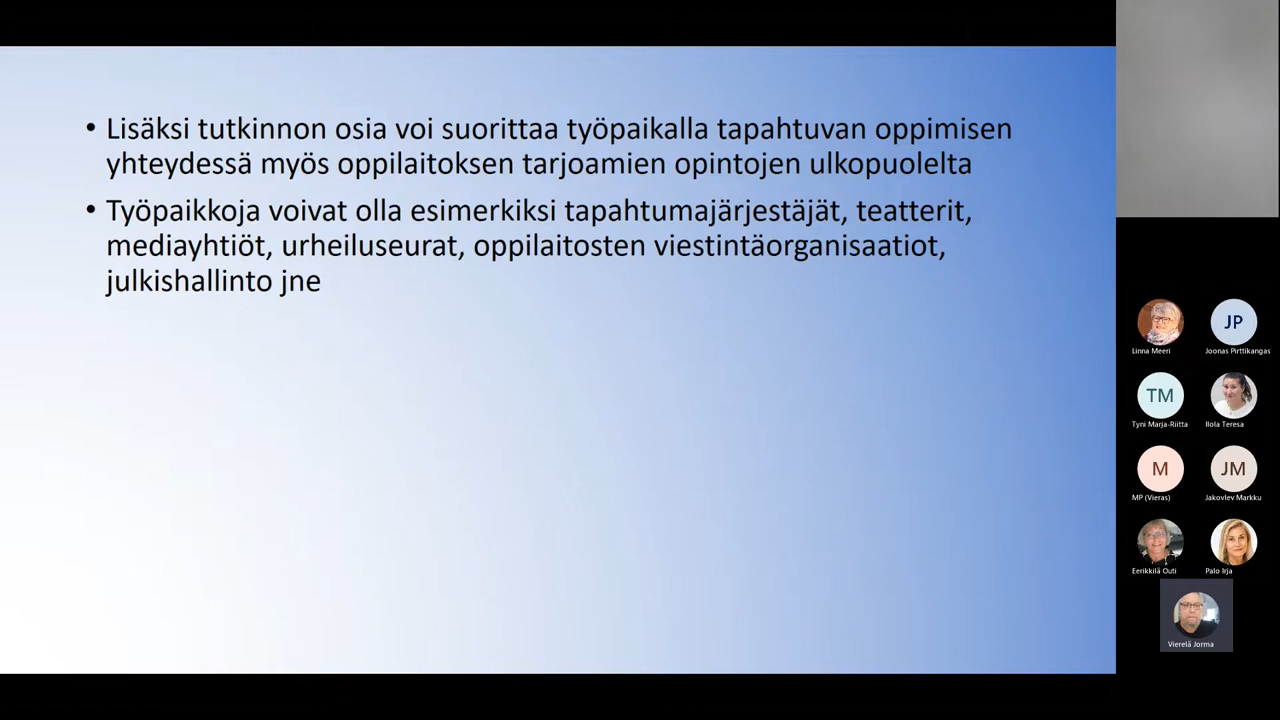 • Lisäksi tutkinnon osia voi suorittaa työpaikalla tapahtuvan oppimisen
yhteydessä myös oppilaitoksen tarjoamien opintojen ulkopuolelta
• Työpaikkoja voivat olla esimerkiksi tapahtumajärjestäjät, teatterit,
mediayhtiöt, urheiluseurat, oppilaitosten viestintäorganisaatiot,
julkishallinto jne
Linna Meeri
JP
Joonas Pirttikangas
TM
Tyni Marja-Riitta
Ilola Teresa
M
MP (Vieras)
JM
Jakovlev Markku
Eerikkilä Outi
Palo Irja
Vierelä Jorma